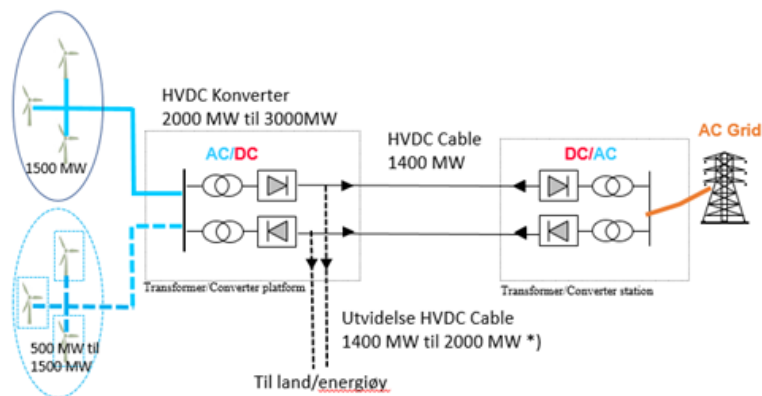 HVDC Konverter
2000 MW til 3000MW
HVDC Cable
1400 MW
AC Grid
AC/DC
DC/AC
1500 MW
Transformer/Converter platform
Transformer/Converter station
Utvidelse HVDC Cable
1400 MW til 2000 MW *)
500 MW til
1500 MW
Til land/energiøy